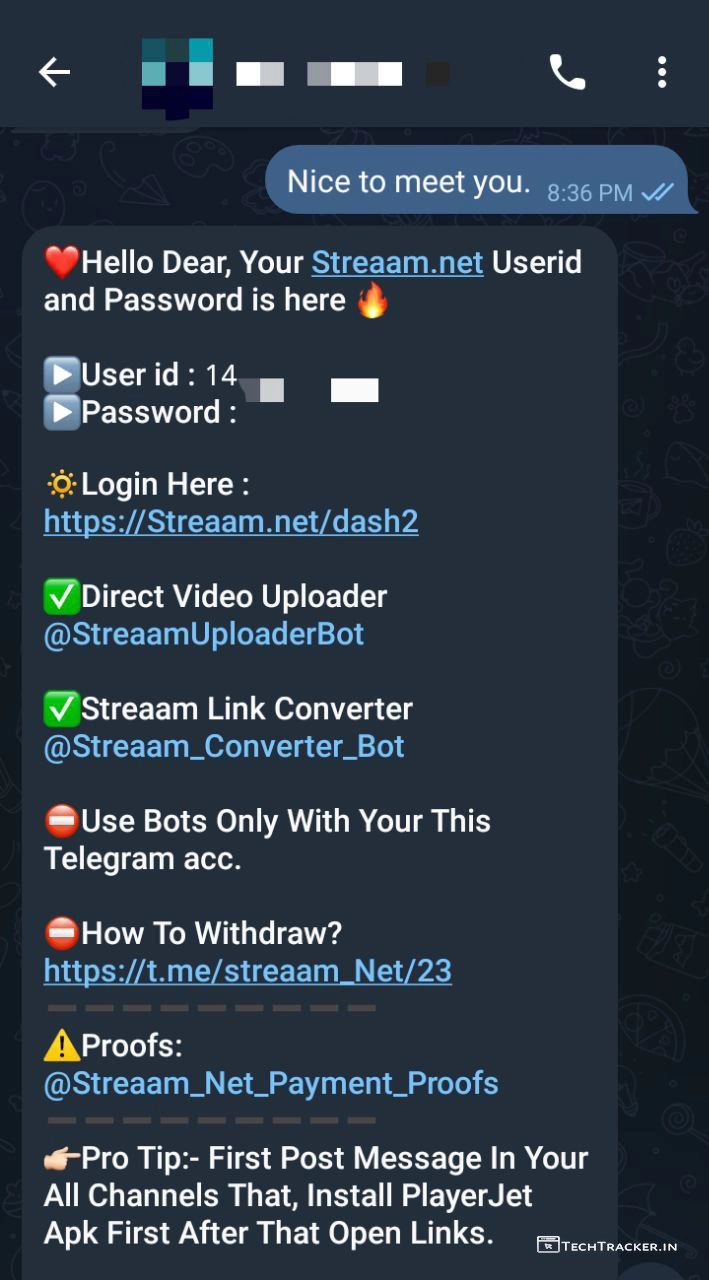 Nice to meet you. 8:36 PM
❤️Hello Dear, Your Streaam.net Userid
and Password is here 🔥
▶️User id : 14
▶️Password :
🔅Login Here :
https://Streaam.net/dash2
✅Direct Video Uploader
@StreaamUploaderBot
✅Streaam Link Converter
@Streaam_Converter_Bot
⛔Use Bots Only With Your This
Telegram acc.
⛔How To Withdraw?
https://t.me/streaam_Net/23
➖➖➖➖➖➖➖➖➖
⚠️Proofs:
@Streaam_Net_Payment_Proofs
➖➖➖➖➖➖➖➖➖
👉🏻Pro Tip:- First Post Message In Your
All Channels That, Install PlayerJet
Apk First After That Open Links.
TechTracker.in